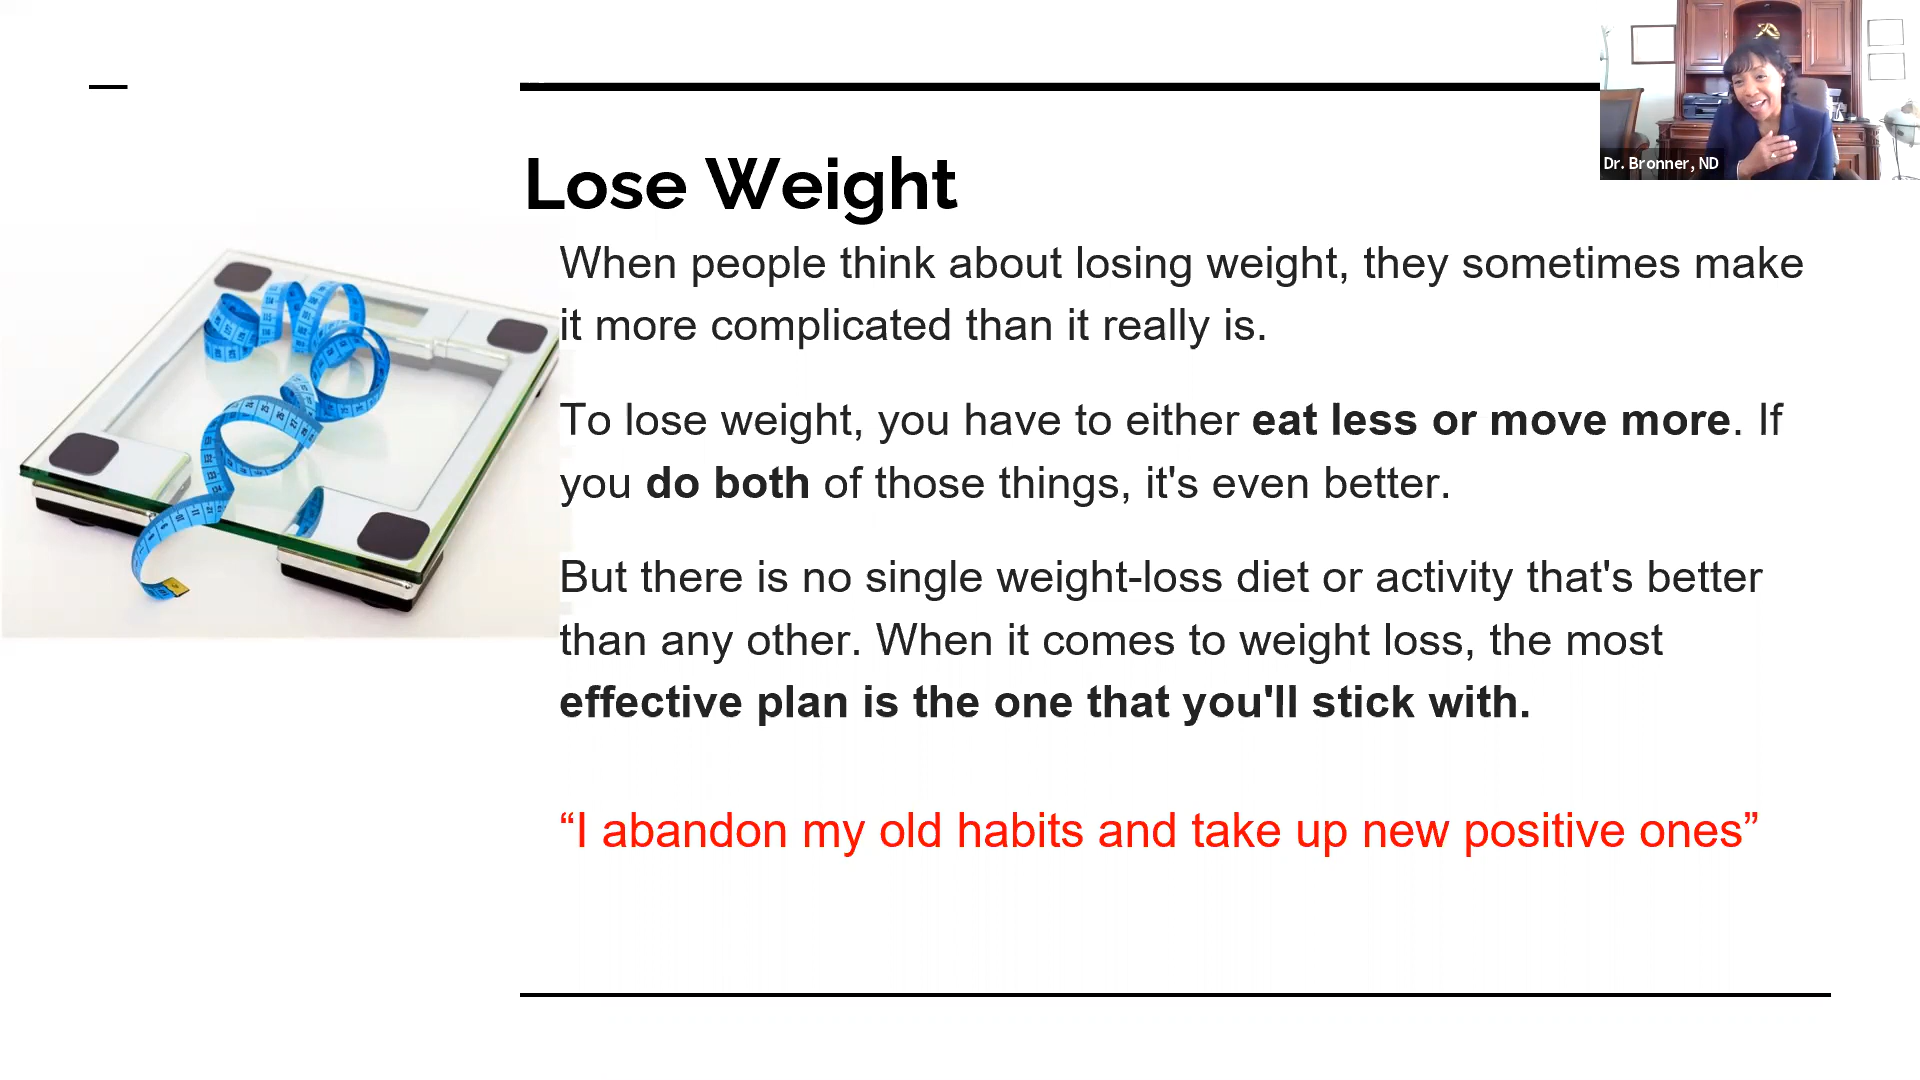 Dr. Bronner, ND
Lose Weight
When people think about losing weight, they sometimes make
it more complicated than it really is.
To lose weight, you have to either eat less or move more. If
you do both of those things, it's even better.
But there is no single weight-loss diet or activity that's better
than any other. When it comes to weight loss, the most
effective plan is the one that you'll stick with.
“I abandon my old habits and take up new positive ones”